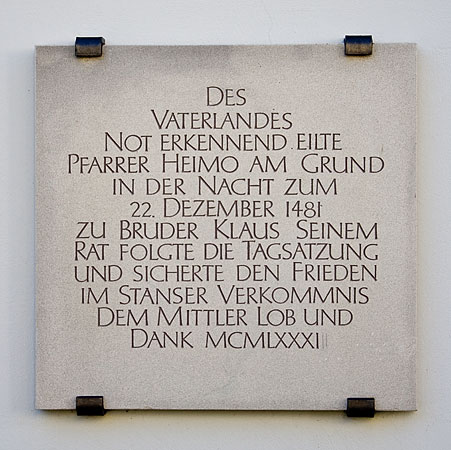 DES
VATERLANDES
NOT ERKENNEND EILTE
PFARRER HEIMO AM GRUND
IN DER NACHT ZUM
22. DEZEMBER 1481
ZU BRUDER KLAUS SEINEM
RAT FOLGTE DIE TAGSATZUNG
UND SICHERTE DEN FRIEDEN
IM STANSER VERKOMMNIS
DEM MITTLER LOB UND
DANK MCMLXXXI